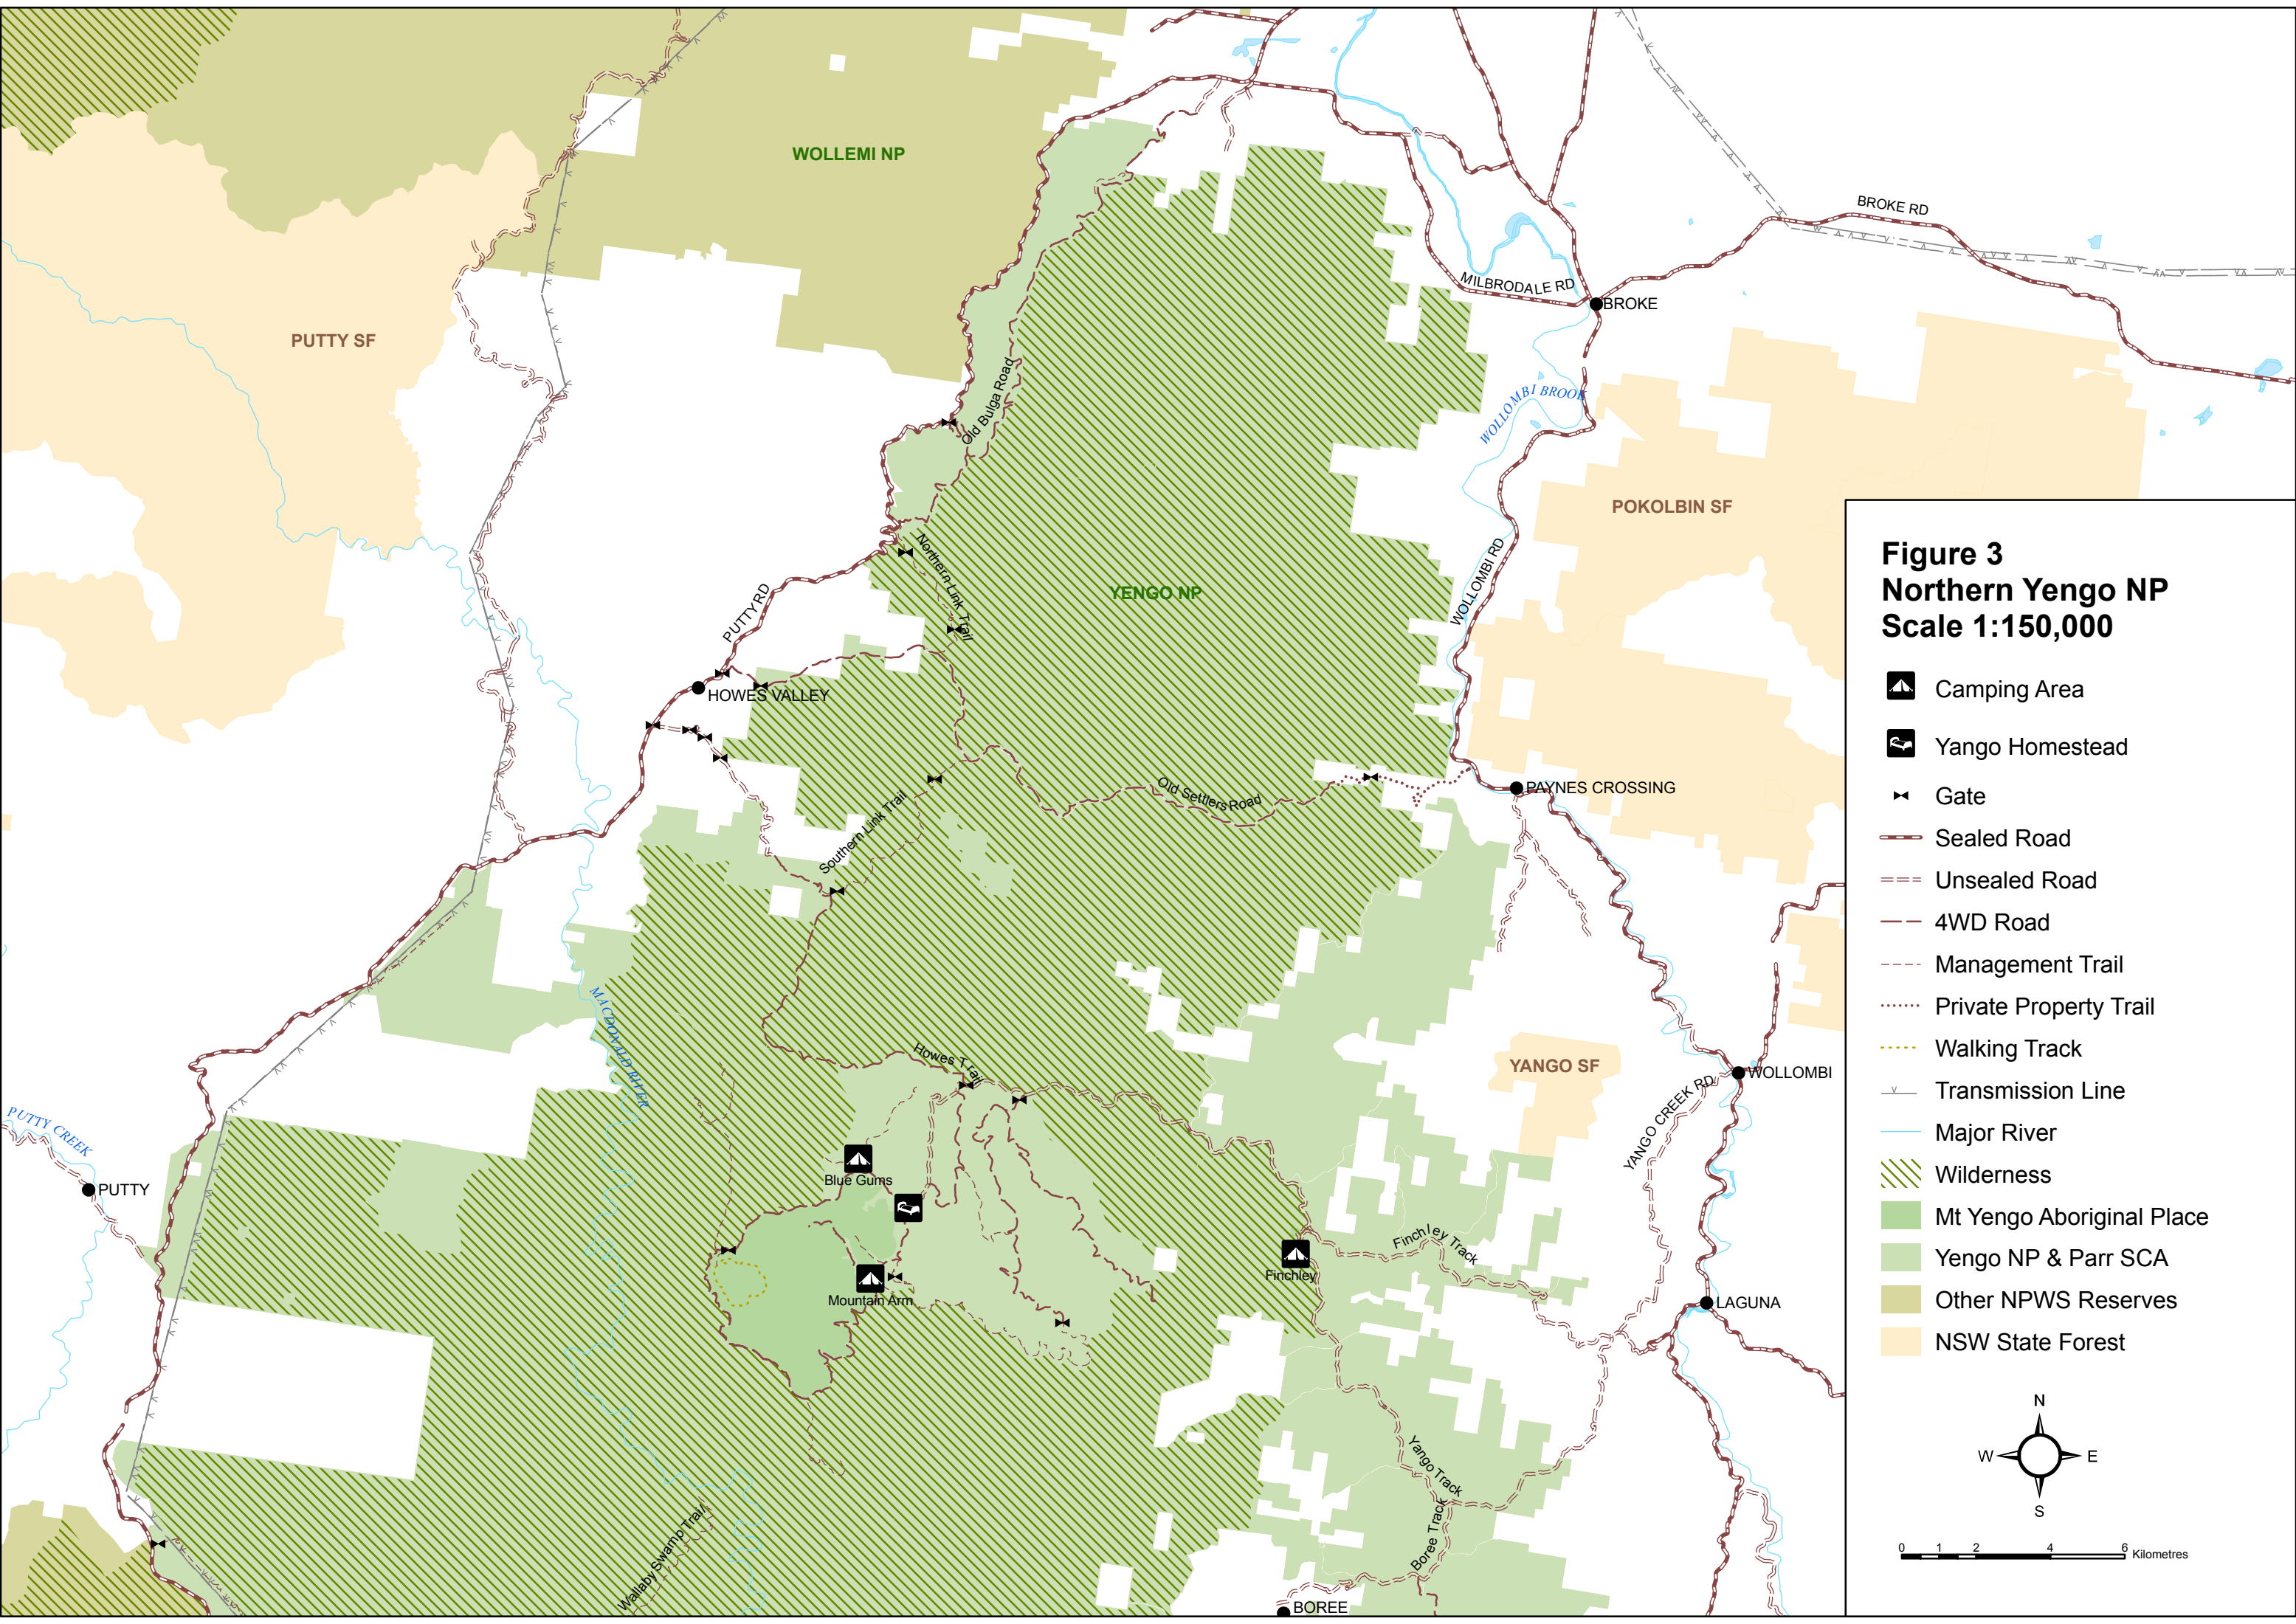 WOLLEMI NP
BROKE RD
MILBRODALE RD
BROKE
PUTTY SF
Old Bulga Road
WOLLOMBI BROOK
POKOLBIN SF
Northern Link Trail
WOLLOMBI RD
YENGO NP
PUTTY RD
HOWES VALLEY
Old Settlers Road
PAYNES CROSSING
Southern Link Trail
MACDONALD RIVER
Howes Trail
YANGO SF
WOLLOMBI
YANGO CREEK RD
PUTTY CREEK
PUTTY
Blue Gums
Finchley Track
Finchley
Mountain Arm
LAGUNA
Yango Track
Boree Track
Wallaby Swamp Trail
BOREE
Figure 3
Northern Yengo NP
Scale 1:150,000
Camping Area
Yango Homestead
Gate
Sealed Road
Unsealed Road
4WD Road
Management Trail
Private Property Trail
Walking Track
Transmission Line
Major River
Wilderness
Mt Yengo Aboriginal Place
Yengo NP & Parr SCA
Other NPWS Reserves
NSW State Forest
N
W E
S
0 1 2 4 6 Kilometres